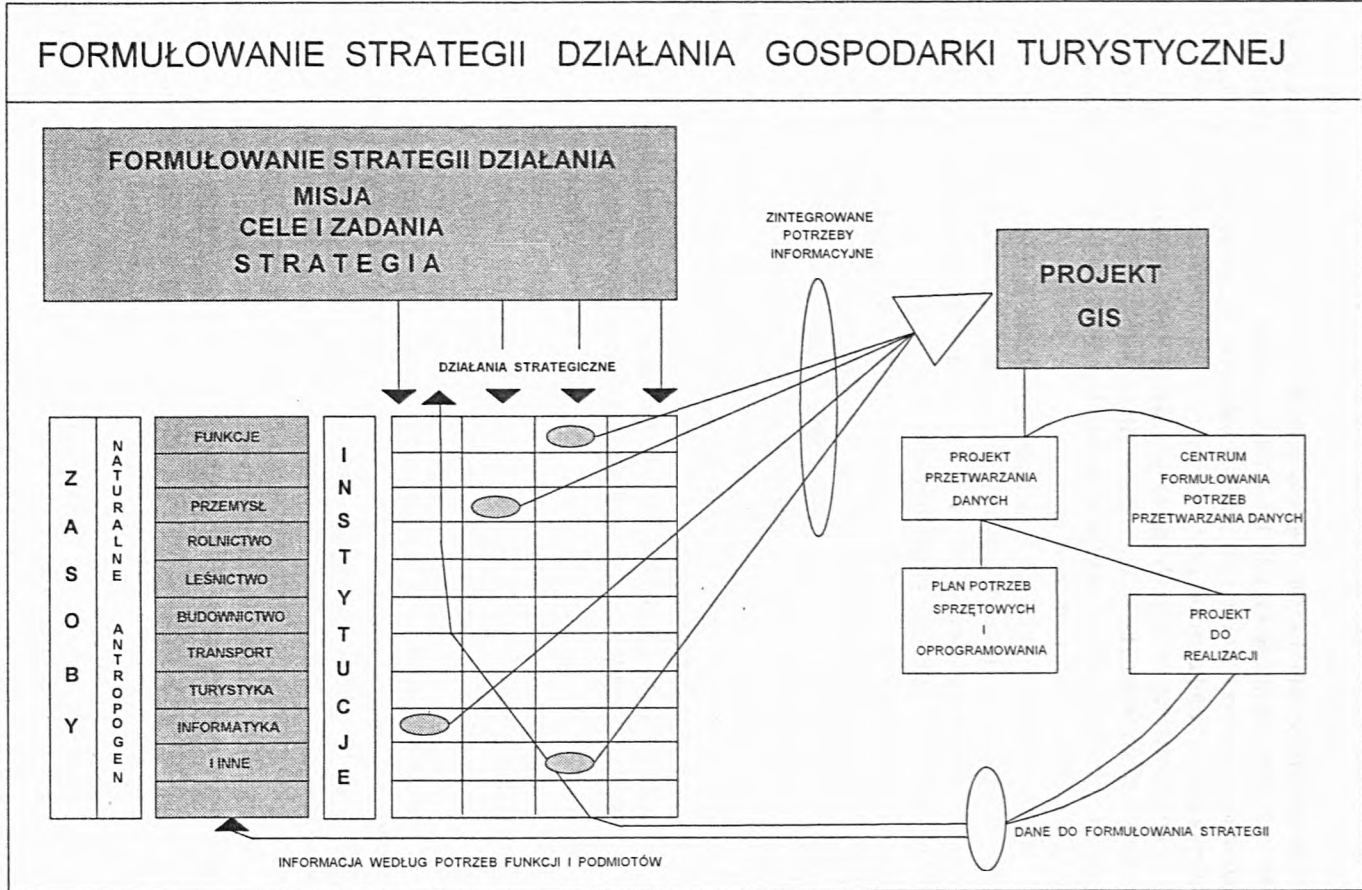 FORMUŁOWANIE STRATEGII DZIAŁANIA GOSPODARKI TURYSTYCZNEJ
FORMUŁOWANIE STRATEGII DZIAŁANIA
MISJA
CELE I ZADANIA
STRATEGIA
DZIAŁANIA STRATEGICZNE
ZASOBY
NATURALNE ANTROPOGEN
FUNKCJE
PRZEMYSŁ
ROLNICTWO
LEŚNICTWO
BUDOWNICTWO
TRANSPORT
TURYSTYKA
INFORMATYKA
I INNE
INSTYTUCJE
ZINTEGROWANE
POTRZEBY
INFORMACYJNE
PROJEKT
GIS
PROJEKT
PRZETWARZANIA
DANYCH
CENTRUM
FORMUŁOWANIA
POTRZEB
PRZETWARZANIA DANYCH
PLAN POTRZEB
SPRZĘTOWYCH
I
OPROGRAMOWANIA
PROJEKT
DO
REALIZACJI
DANE DO FORMUŁOWANIA STRATEGII
INFORMACJA WEDŁUG POTRZEB FUNKCJI I PODMIOTÓW